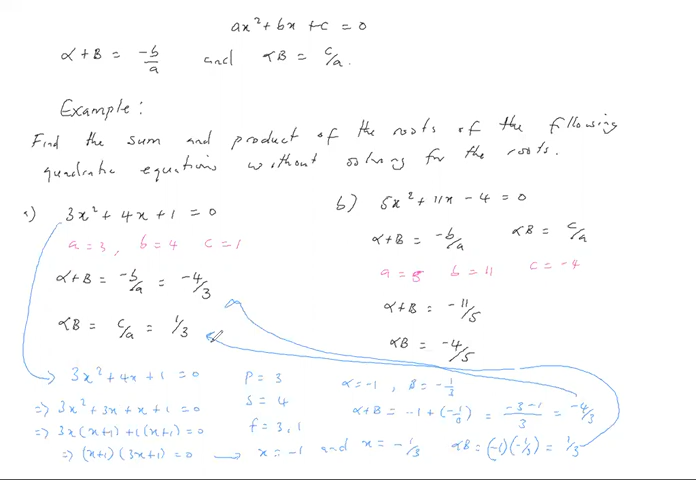 ax² + bx + c = 0
α + β = -b/a and αβ = c/a.
Example:
Find the sum and product of the roots of the following
quadratic equations without solving for the roots.
a) 3x² + 4x + 1 = 0
a = 3, b = 4 c = 1
α + β = -b/a = -4/3
αβ = c/a = 1/3
b) 5x² + 11x - 4 = 0
α + β = -b/a αβ = c/a
a = 5 b = 11 c = -4
α + β = -11/5
αβ = -4/5
3x² + 4x + 1 = 0 P = 3 α = -1, β = -1/3
=> 3x² + 3x + x + 1 = 0 S = 4 α + β = -1 + (-1/3) = -3-1/3 = -4/3
=> 3x(x+1) + 1(x+1) = 0 f = 3, 1
=> (x+1)(3x+1) = 0 → x = -1 and x = -1/3 αβ = (-1)(-1/3) = 1/3